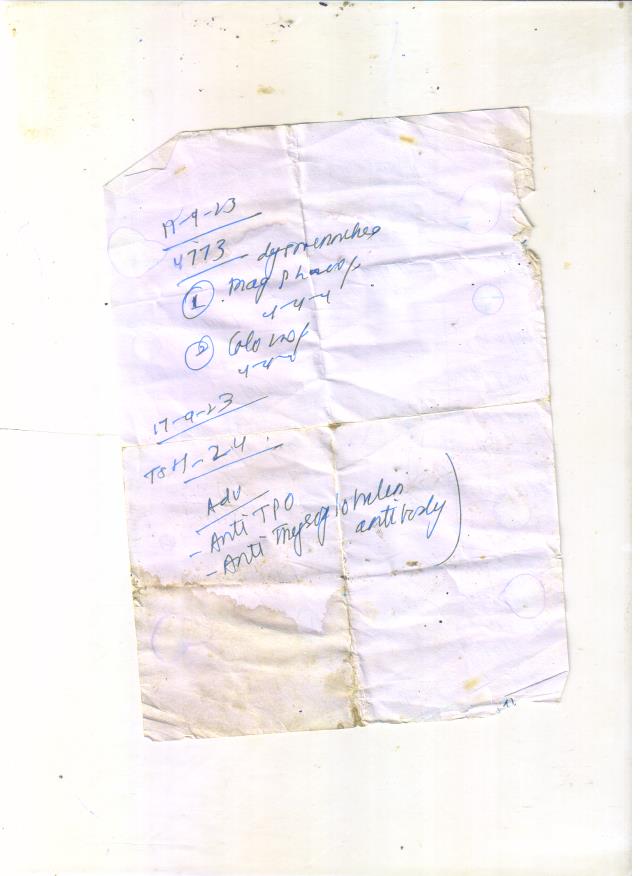 17-9-23
4773 dysmenorrhea
① Mag phos 6x
4-4-4
② Colo
4-4-4
17-9-23
TSH - 24.
Adv
- Anti TPO
- Anti Thyroglobulin
antibody